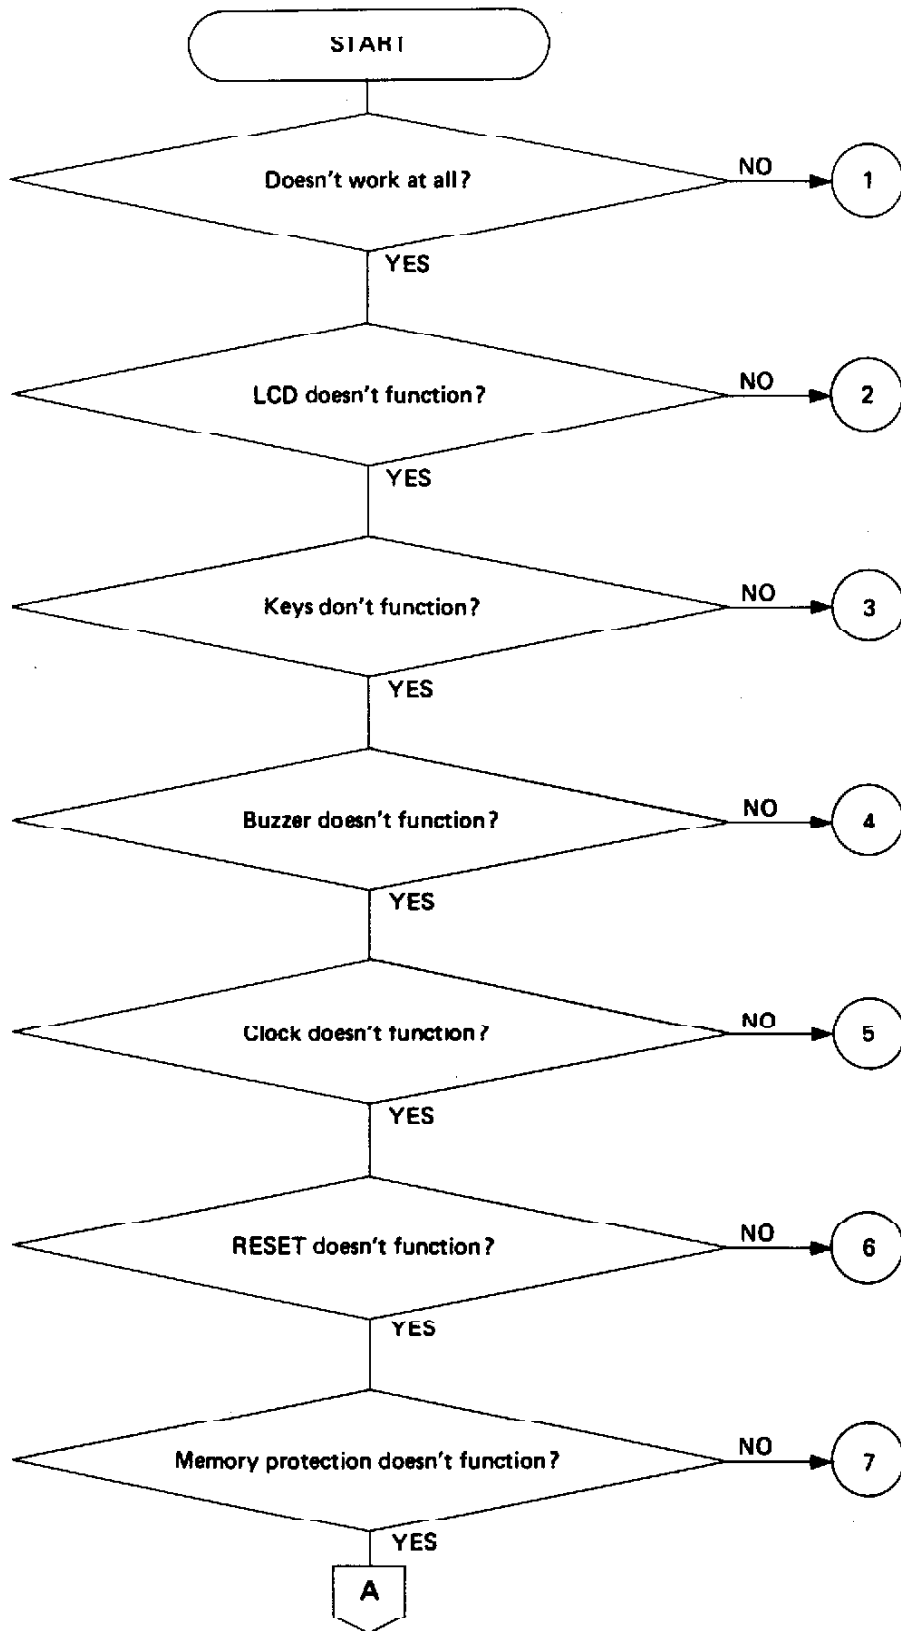 START
Doesn't work at all?
NO
1
YES
LCD doesn't function?
NO
2
YES
Keys don't function?
NO
3
YES
Buzzer doesn't function?
NO
4
YES
Clock doesn't function?
NO
5
YES
RESET doesn't function?
NO
6
YES
Memory protection doesn't function?
NO
7
YES
A